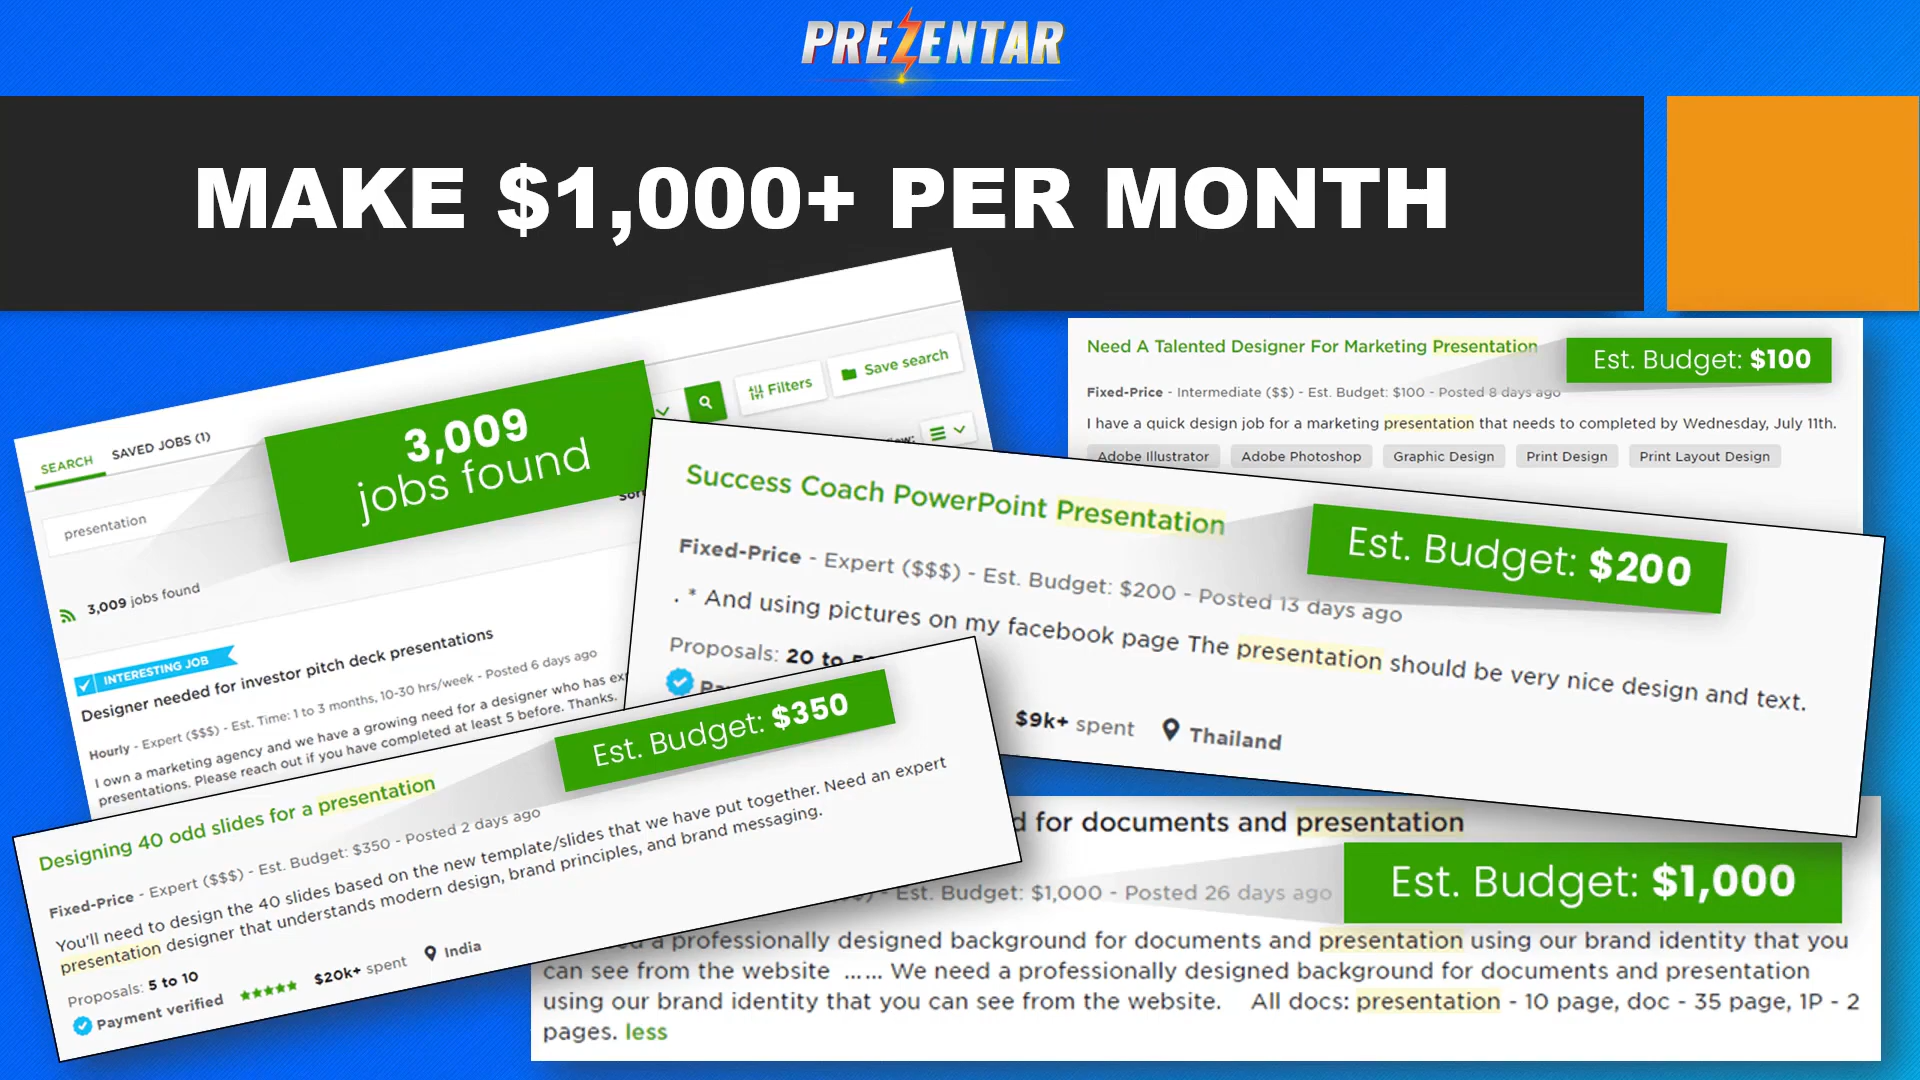 PREZENTAR
MAKE $1,000+ PER MONTH
SEARCH SAVED JOBS (1)
3,009
jobs found
Filters
Save search
presentation
3,009 jobs found
INTERESTING JOB
Designer needed for investor pitch deck presentations
Hourly - Expert ($$$) - Est. Time: 1 to 3 months, 10-30 hrs/week - Posted 6 days ago
I own a marketing agency and we have a growing need for a designer who has
presentations. Please reach out if you have completed at least 5 before. Thanks.
Need A Talented Designer For Marketing Presentation
Est. Budget: $100
Fixed-Price - Intermediate ($$) - Est. Budget: $100 - Posted 8 days ago
I have a quick design job for a marketing presentation that needs to completed by Wednesday, July 11th.
Adobe Illustrator Adobe Photoshop Graphic Design Print Design Print Layout Design
Success Coach PowerPoint Presentation
Est. Budget: $200
Fixed-Price - Expert ($$$) - Est. Budget: $200 - Posted 13 days ago
. * And using pictures on my facebook page The presentation should be very nice design and text.
Proposals: 20 to
$9k+ spent Thailand
Designing 40 odd slides for a presentation
Est. Budget: $350
Fixed-Price - Expert ($$$) - Est. Budget: $350 - Posted 2 days ago
You'll need to design the 40 slides based on the new template/slides that we have put together. Need an expert
presentation designer that understands modern design, brand principles, and brand messaging.
Proposals: 5 to 10
Payment verified $20k+ spent India
for documents and presentation
Est. Budget: $1,000
- Est. Budget: $1,000 - Posted 26 days ago
a professionally designed background for documents and presentation using our brand identity that you
can see from the website ...... We need a professionally designed background for documents and presentation
using our brand identity that you can see from the website. All docs: presentation - 10 page, doc - 35 page, 1P - 2
pages. less